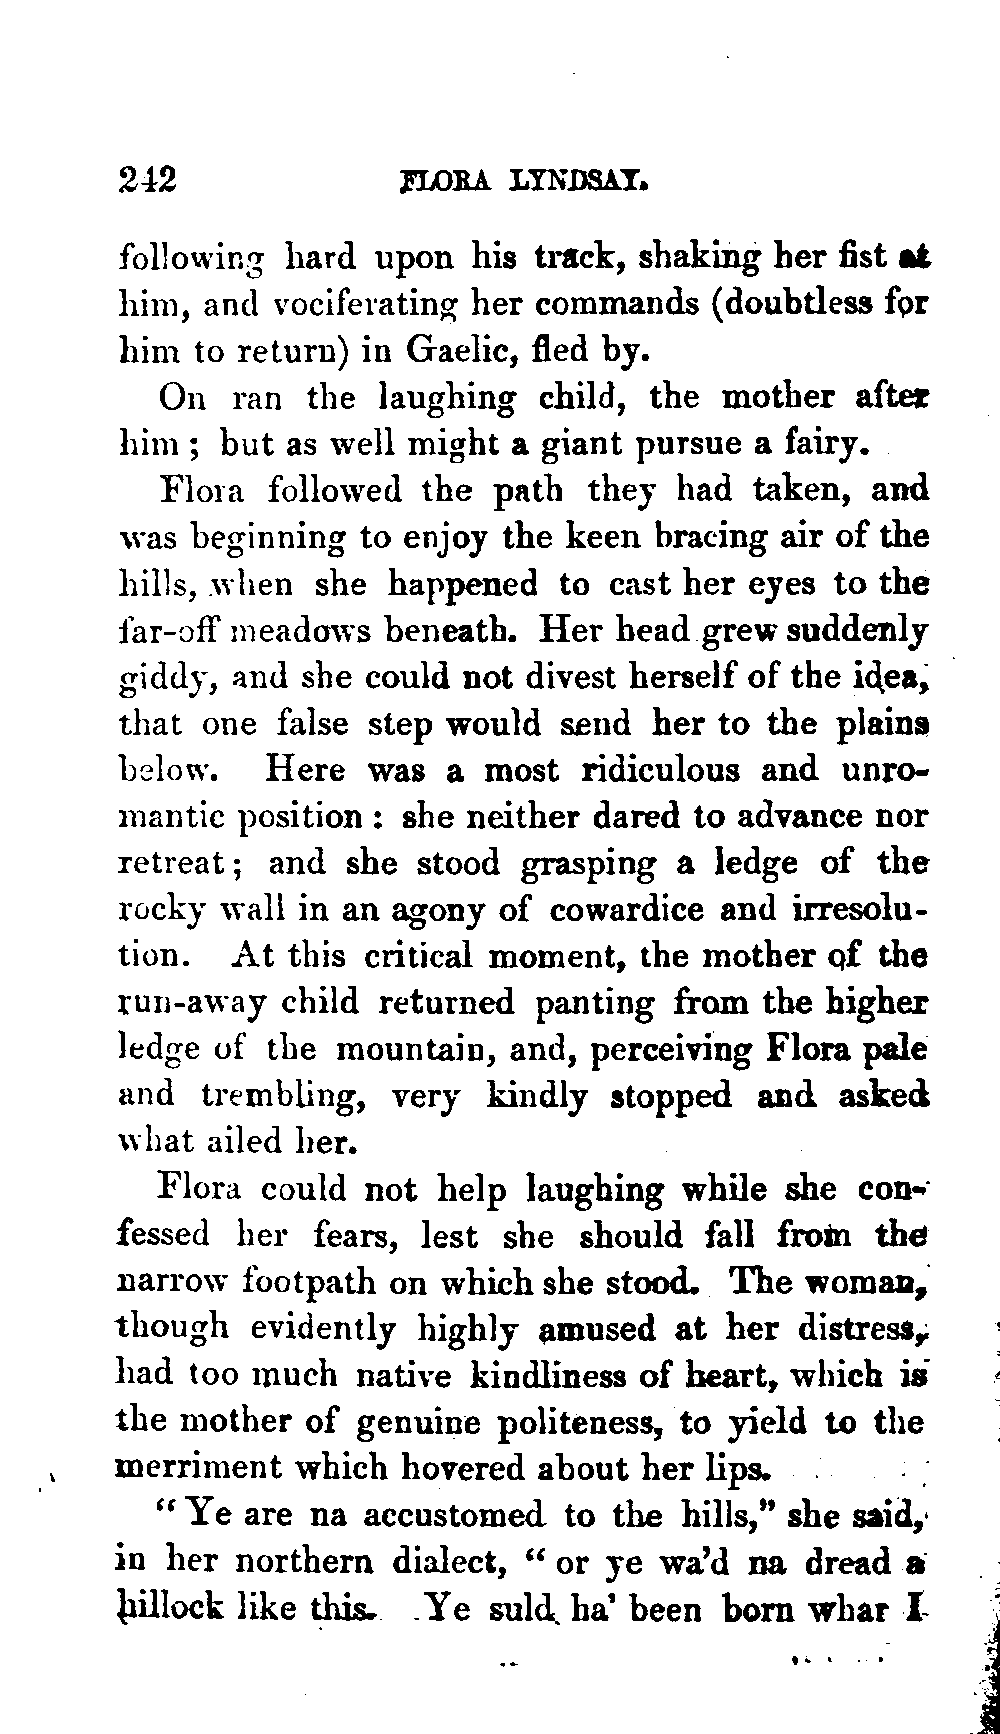 242 FLORA LYNDSAY.
following hard upon his track, shaking her fist at
him, and vociferating her commands (doubtless for
him to return) in Gaelic, fled by.
On ran the laughing child, the mother after
him ; but as well might a giant pursue a fairy.
Flora followed the path they had taken, and
was beginning to enjoy the keen bracing air of the
hills, when she happened to cast her eyes to the
far-off meadows beneath. Her head grew suddenly
giddy, and she could not divest herself of the idea,
that one false step would send her to the plains
below. Here was a most ridiculous and unro-
mantic position : she neither dared to advance nor
retreat ; and she stood grasping a ledge of the
rocky wall in an agony of cowardice and irresolu-
tion. At this critical moment, the mother of the
run-away child returned panting from the higher
ledge of the mountain, and, perceiving Flora pale
and trembling, very kindly stopped and asked
what ailed her.
Flora could not help laughing while she con-
fessed her fears, lest she should fall from the
narrow footpath on which she stood. The woman,
though evidently highly amused at her distress,
had too much native kindliness of heart, which is
the mother of genuine politeness, to yield to the
merriment which hovered about her lips.
“ Ye are na accustomed to the hills,” she said,
in her northern dialect, “ or ye wa’d na dread a
hillock like this. Ye suld ha’ been born whar I